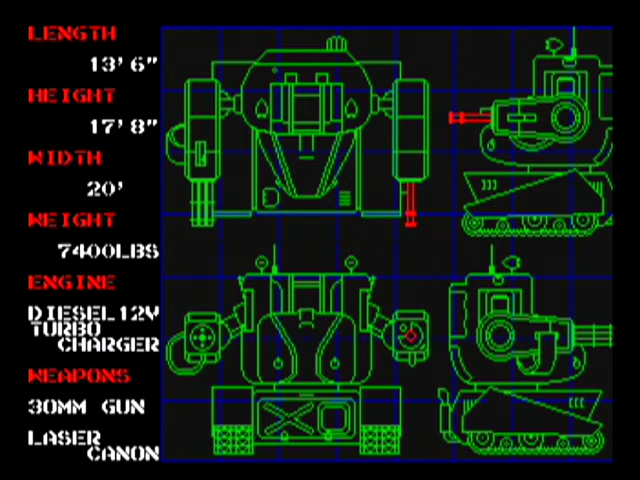 LENGTH
13'6"
HEIGHT
17'8"
WIDTH
20'
WEIGHT
7400LBS
ENGINE
DIESEL 12V
TURBO
CHARGER
WEAPONS
30MM GUN
LASER
CANON